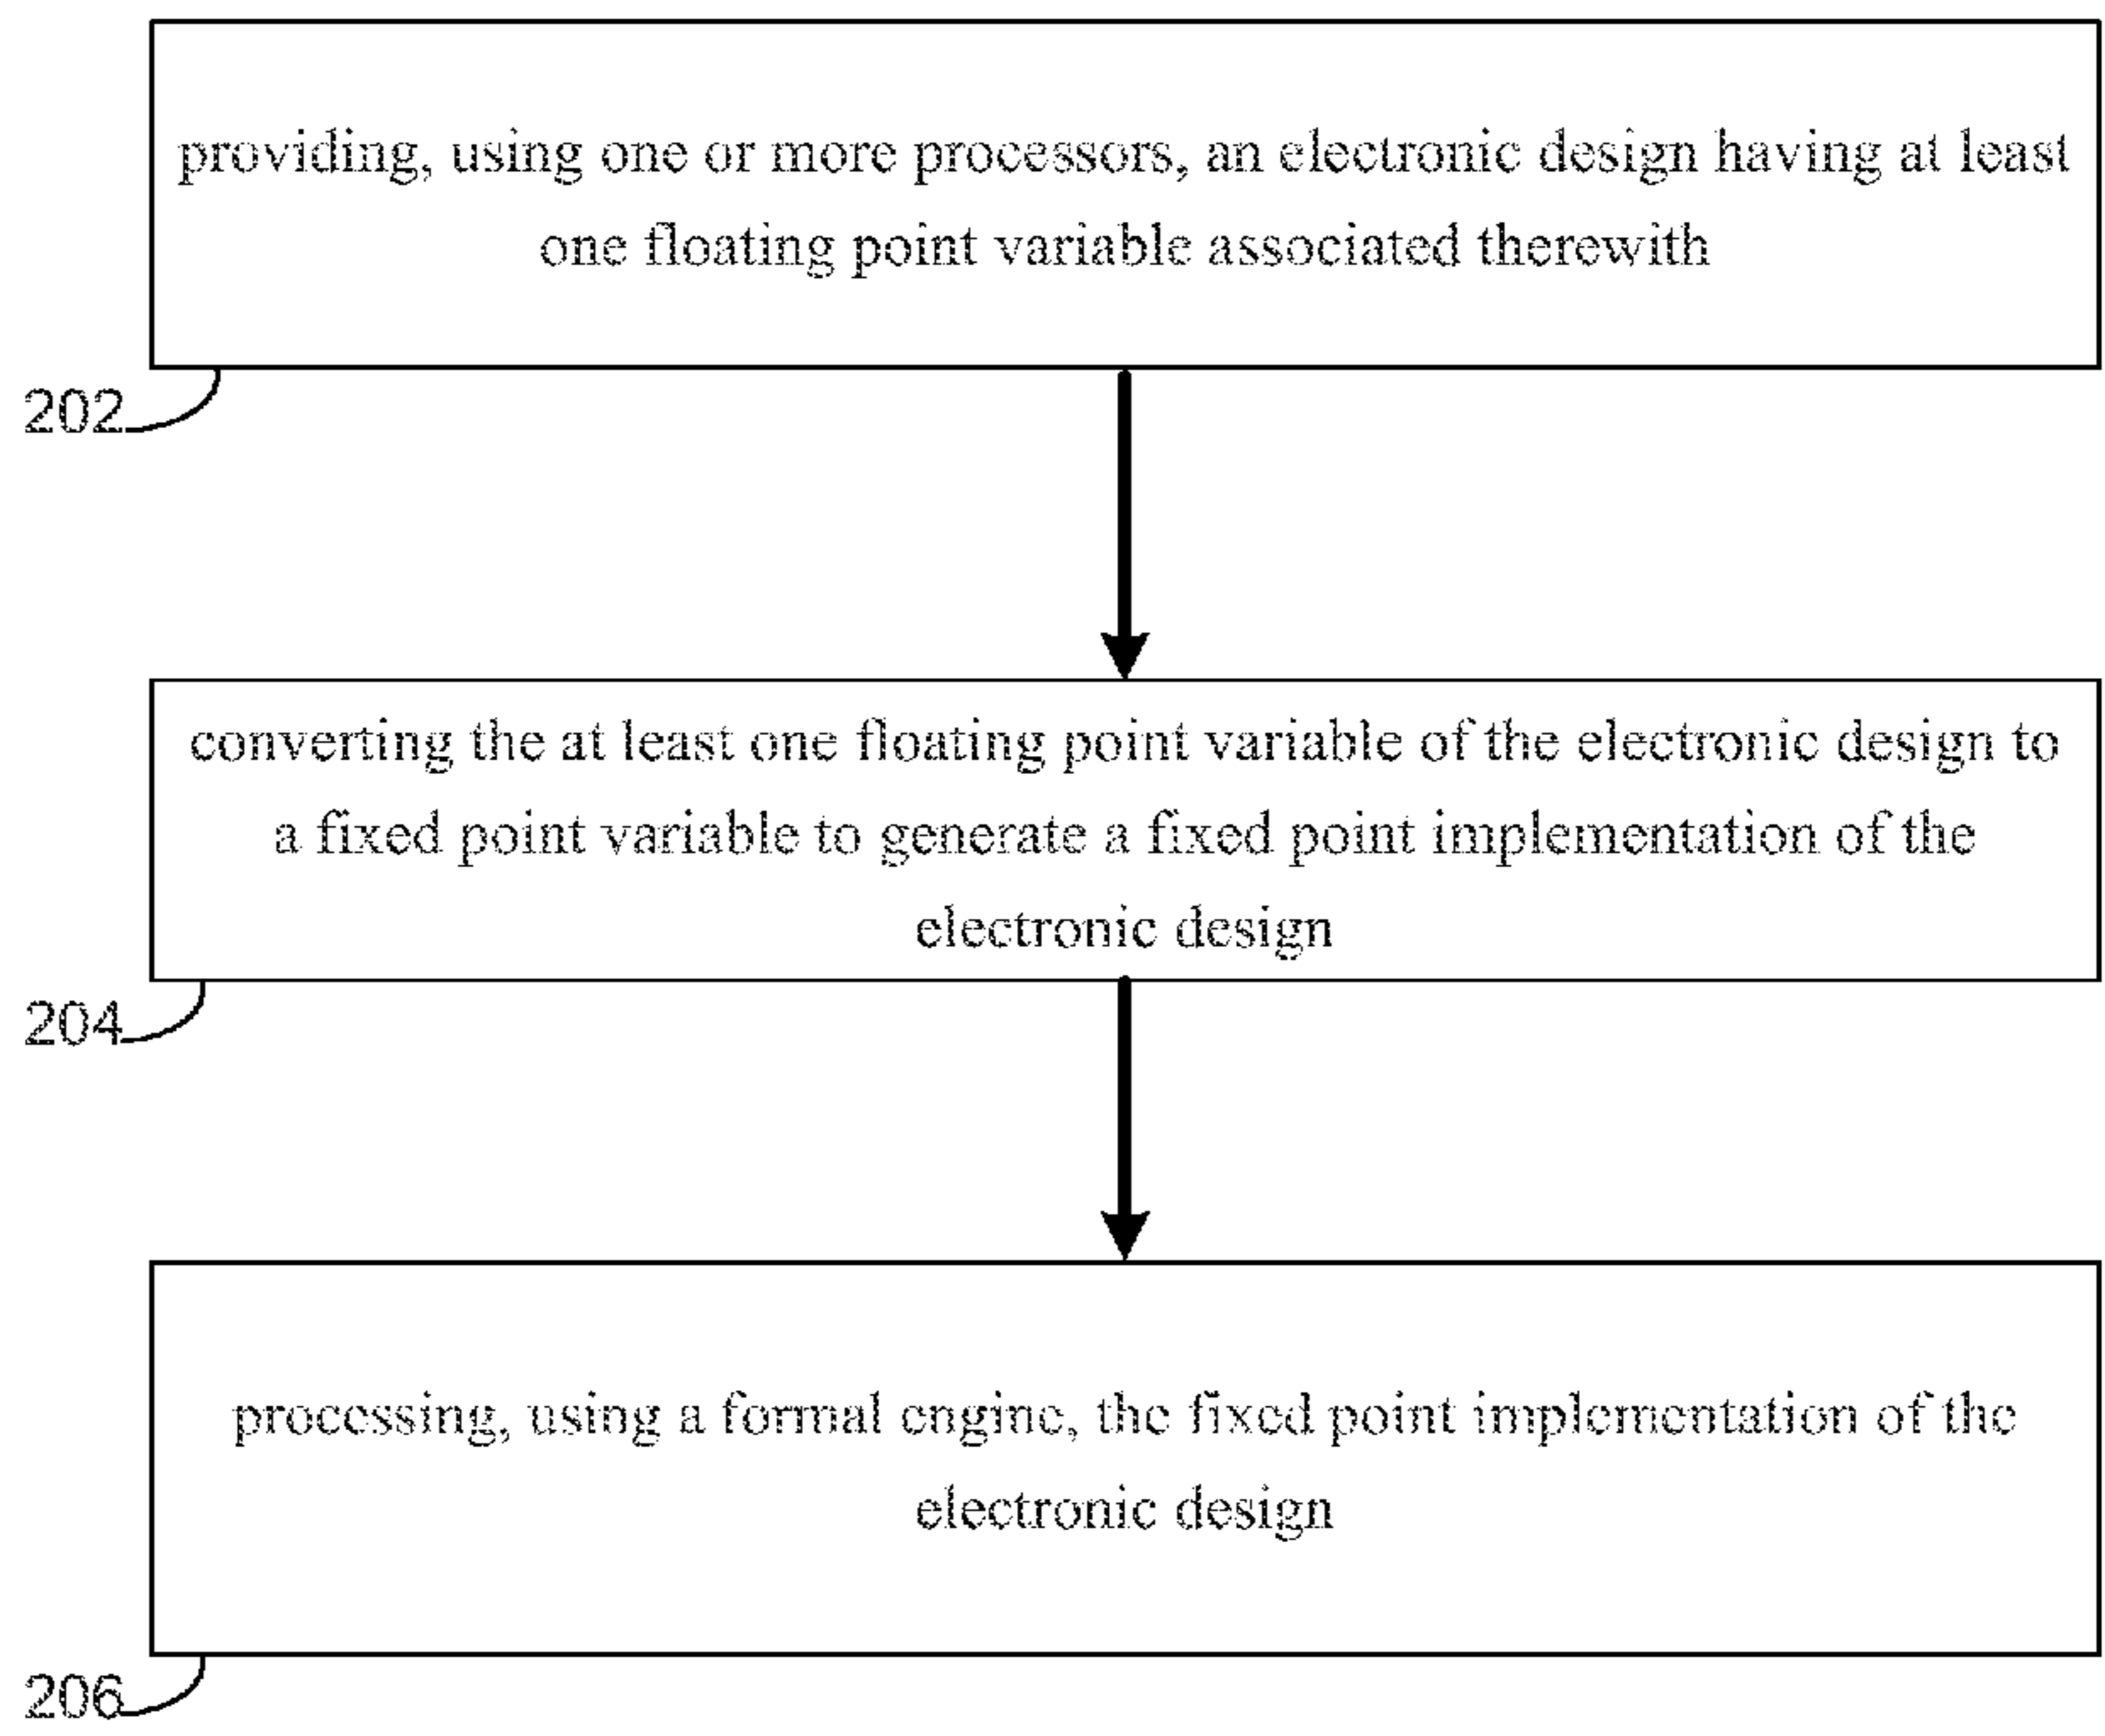 providing, using one or more processors, an electronic design having at least
one floating point variable associated therewith
202
converting the at least one floating point variable of the electronic design to
a fixed point variable to generate a fixed point implementation of the
electronic design
204
processing, using a formal engine, the fixed point implementation of the
electronic design
206